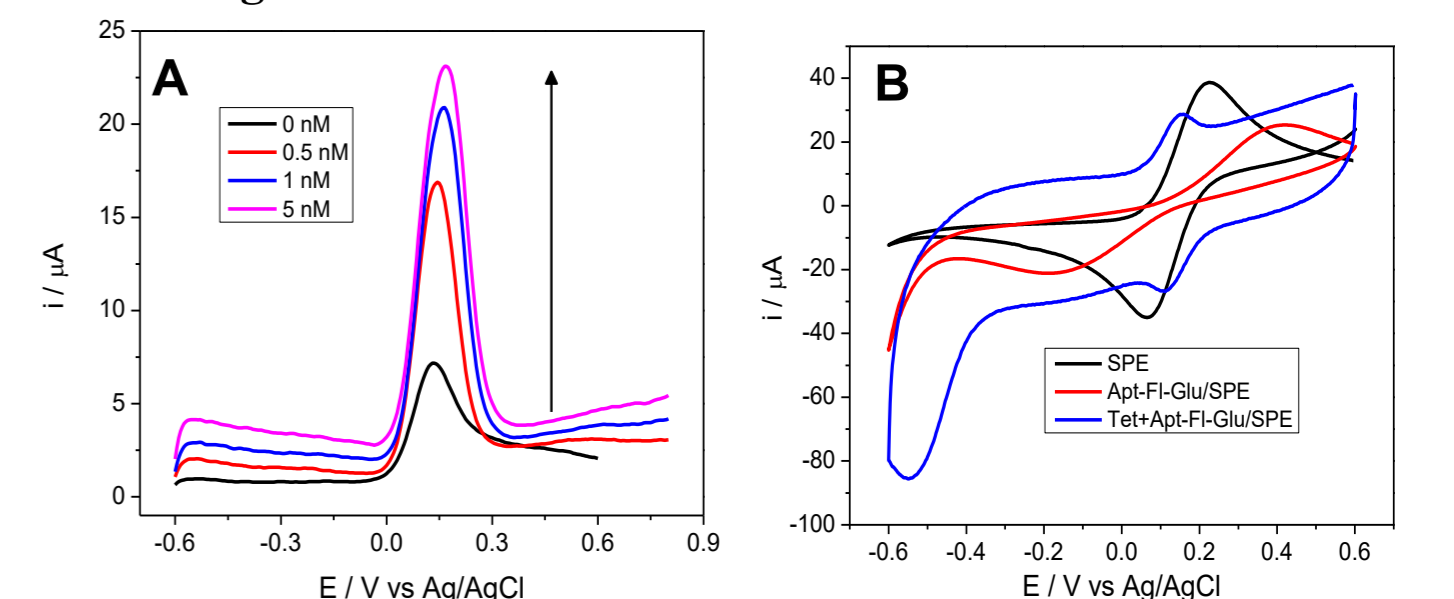 A
25
20
15
10
5
0
i / μA
0 nM
0.5 nM
1 nM
5 nM
-0.6 -0.3 0.0 0.3 0.6 0.9
E / V vs Ag/AgCl
B
40
20
0
-20
-40
-60
-80
-100
i / μA
SPE
Apt-Fl-Glu/SPE
Tet+Apt-Fl-Glu/SPE
-0.6 -0.4 -0.2 0.0 0.2 0.4 0.6
E / V vs Ag/AgCl